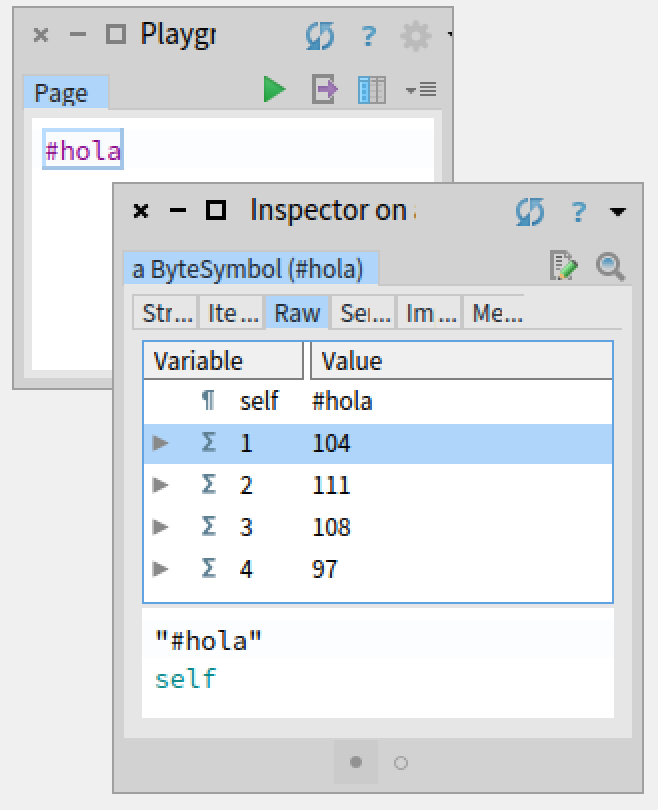 Playgr
?
Page
#hola
Inspector on
?
a ByteSymbol (#hola)
Str... Ite ... Raw Sei... Im ... Me...
Variable Value
¶ self #hola
Σ 1 104
Σ 2 111
Σ 3 108
Σ 4 97
"#hola"
self